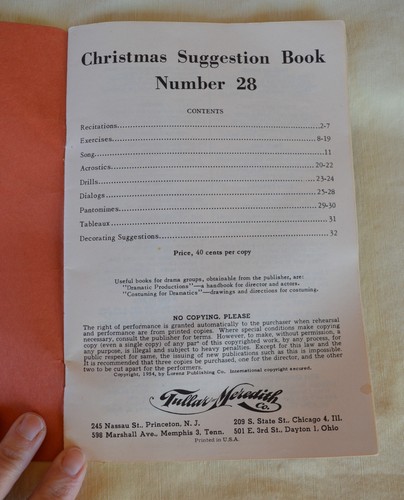 Christmas Suggestion Book
Number 28
CONTENTS
Recitations 2-7
Exercises 8-19
Song 11
Acrostics 20-22
Drills 23-24
Dialogs 25-28
Pantomines 29-30
Tableaux 31
Decorating Suggestions 32
Price, 40 cents per copy
Useful books for drama groups, obtainable from the publisher, are:
"Dramatic Productions"—a handbook for director and actors.
"Costuming for Dramatics"—drawings and directions for costuming.
NO COPYING, PLEASE
The right of performance is granted automatically to the purchaser when rehearsal
and performance are from printed copies. Where special conditions make copying
necessary, consult the publisher for terms. However, to make, without permission, a
copy (even a single copy) of any part of this copyrighted work, by any process, for
any purpose, is illegal and subject to heavy penalties. Except for this law and the
public respect for same, the issuing of new publications such as this is impossible.
It is recommended that three copies be purchased, one for the director, and the other
two to be cut apart for the performers.
Copyright, 1954, by Lorenz Publishing Co. International copyright secured.
Tullar-Meredith
Co.
245 Nassau St., Princeton, N. J. 209 S. State St., Chicago 4, Ill.
598 Marshall Ave., Memphis 3, Tenn. 501 E. 3rd St., Dayton 1, Ohio
Printed in U.S.A.